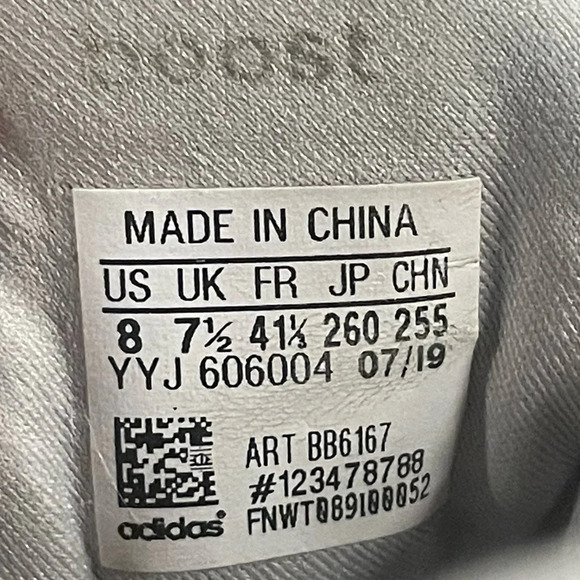 boost
MADE IN CHINA
US UK FR JP CHN
8 7½ 41⅓ 260 255
YYJ 606004 07/19
ART BB6167
#123478788
FNWT089100052
adidas